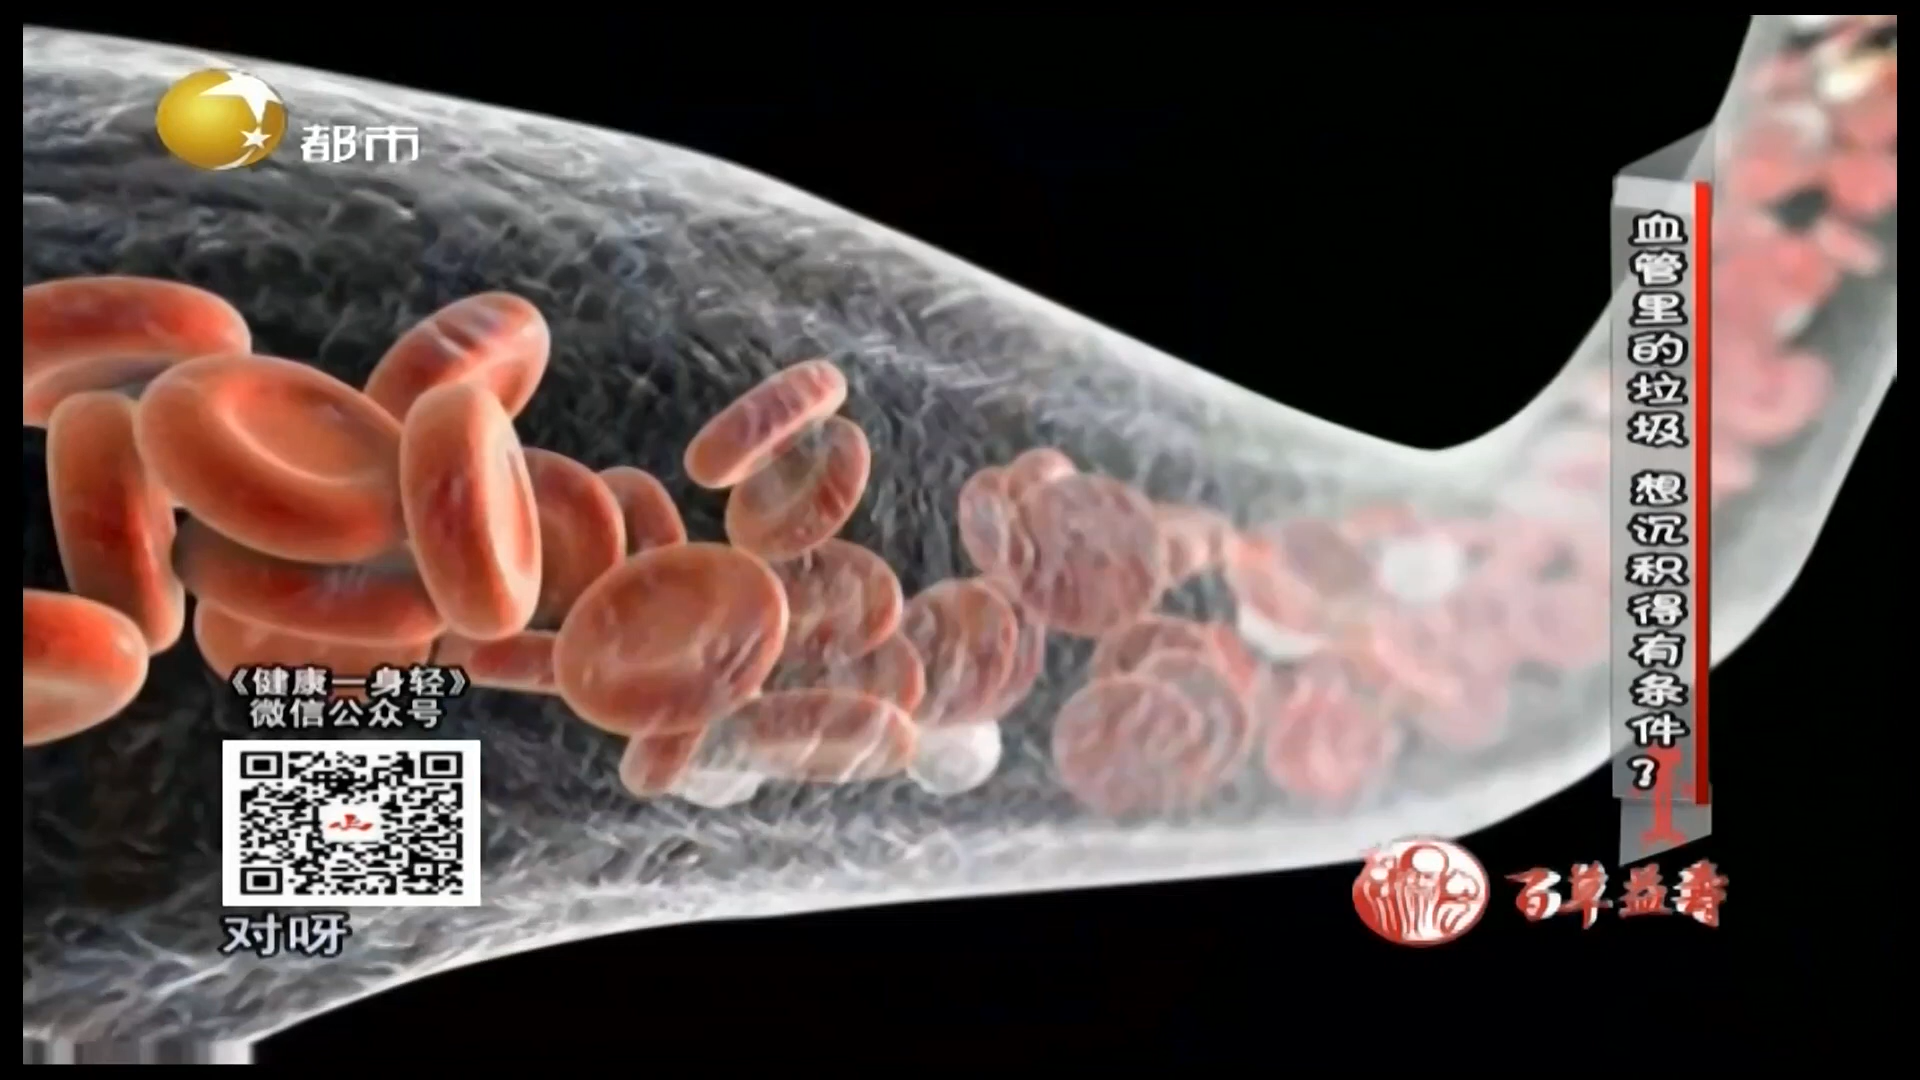 都市
血管里的垃圾 想沉积得有条件?
《健康一身轻》
微信公众号
百草益寿
对呀